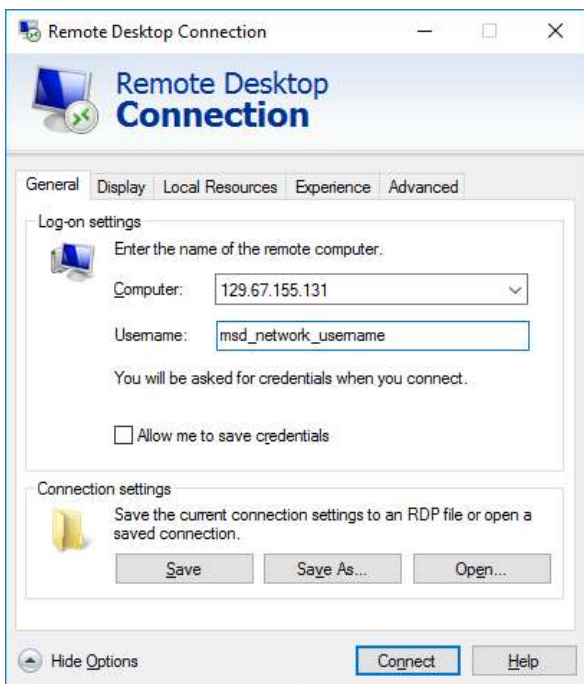 Remote Desktop Connection
Remote Desktop
Connection
General Display Local Resources Experience Advanced
Log-on settings
Enter the name of the remote computer.
Computer: 129.67.155.131
Username: msd_network_username
You will be asked for credentials when you connect.
Allow me to save credentials
Connection settings
Save the current connection settings to an RDP file or open a
saved connection.
Save Save As... Open...
Hide Options Connect Help